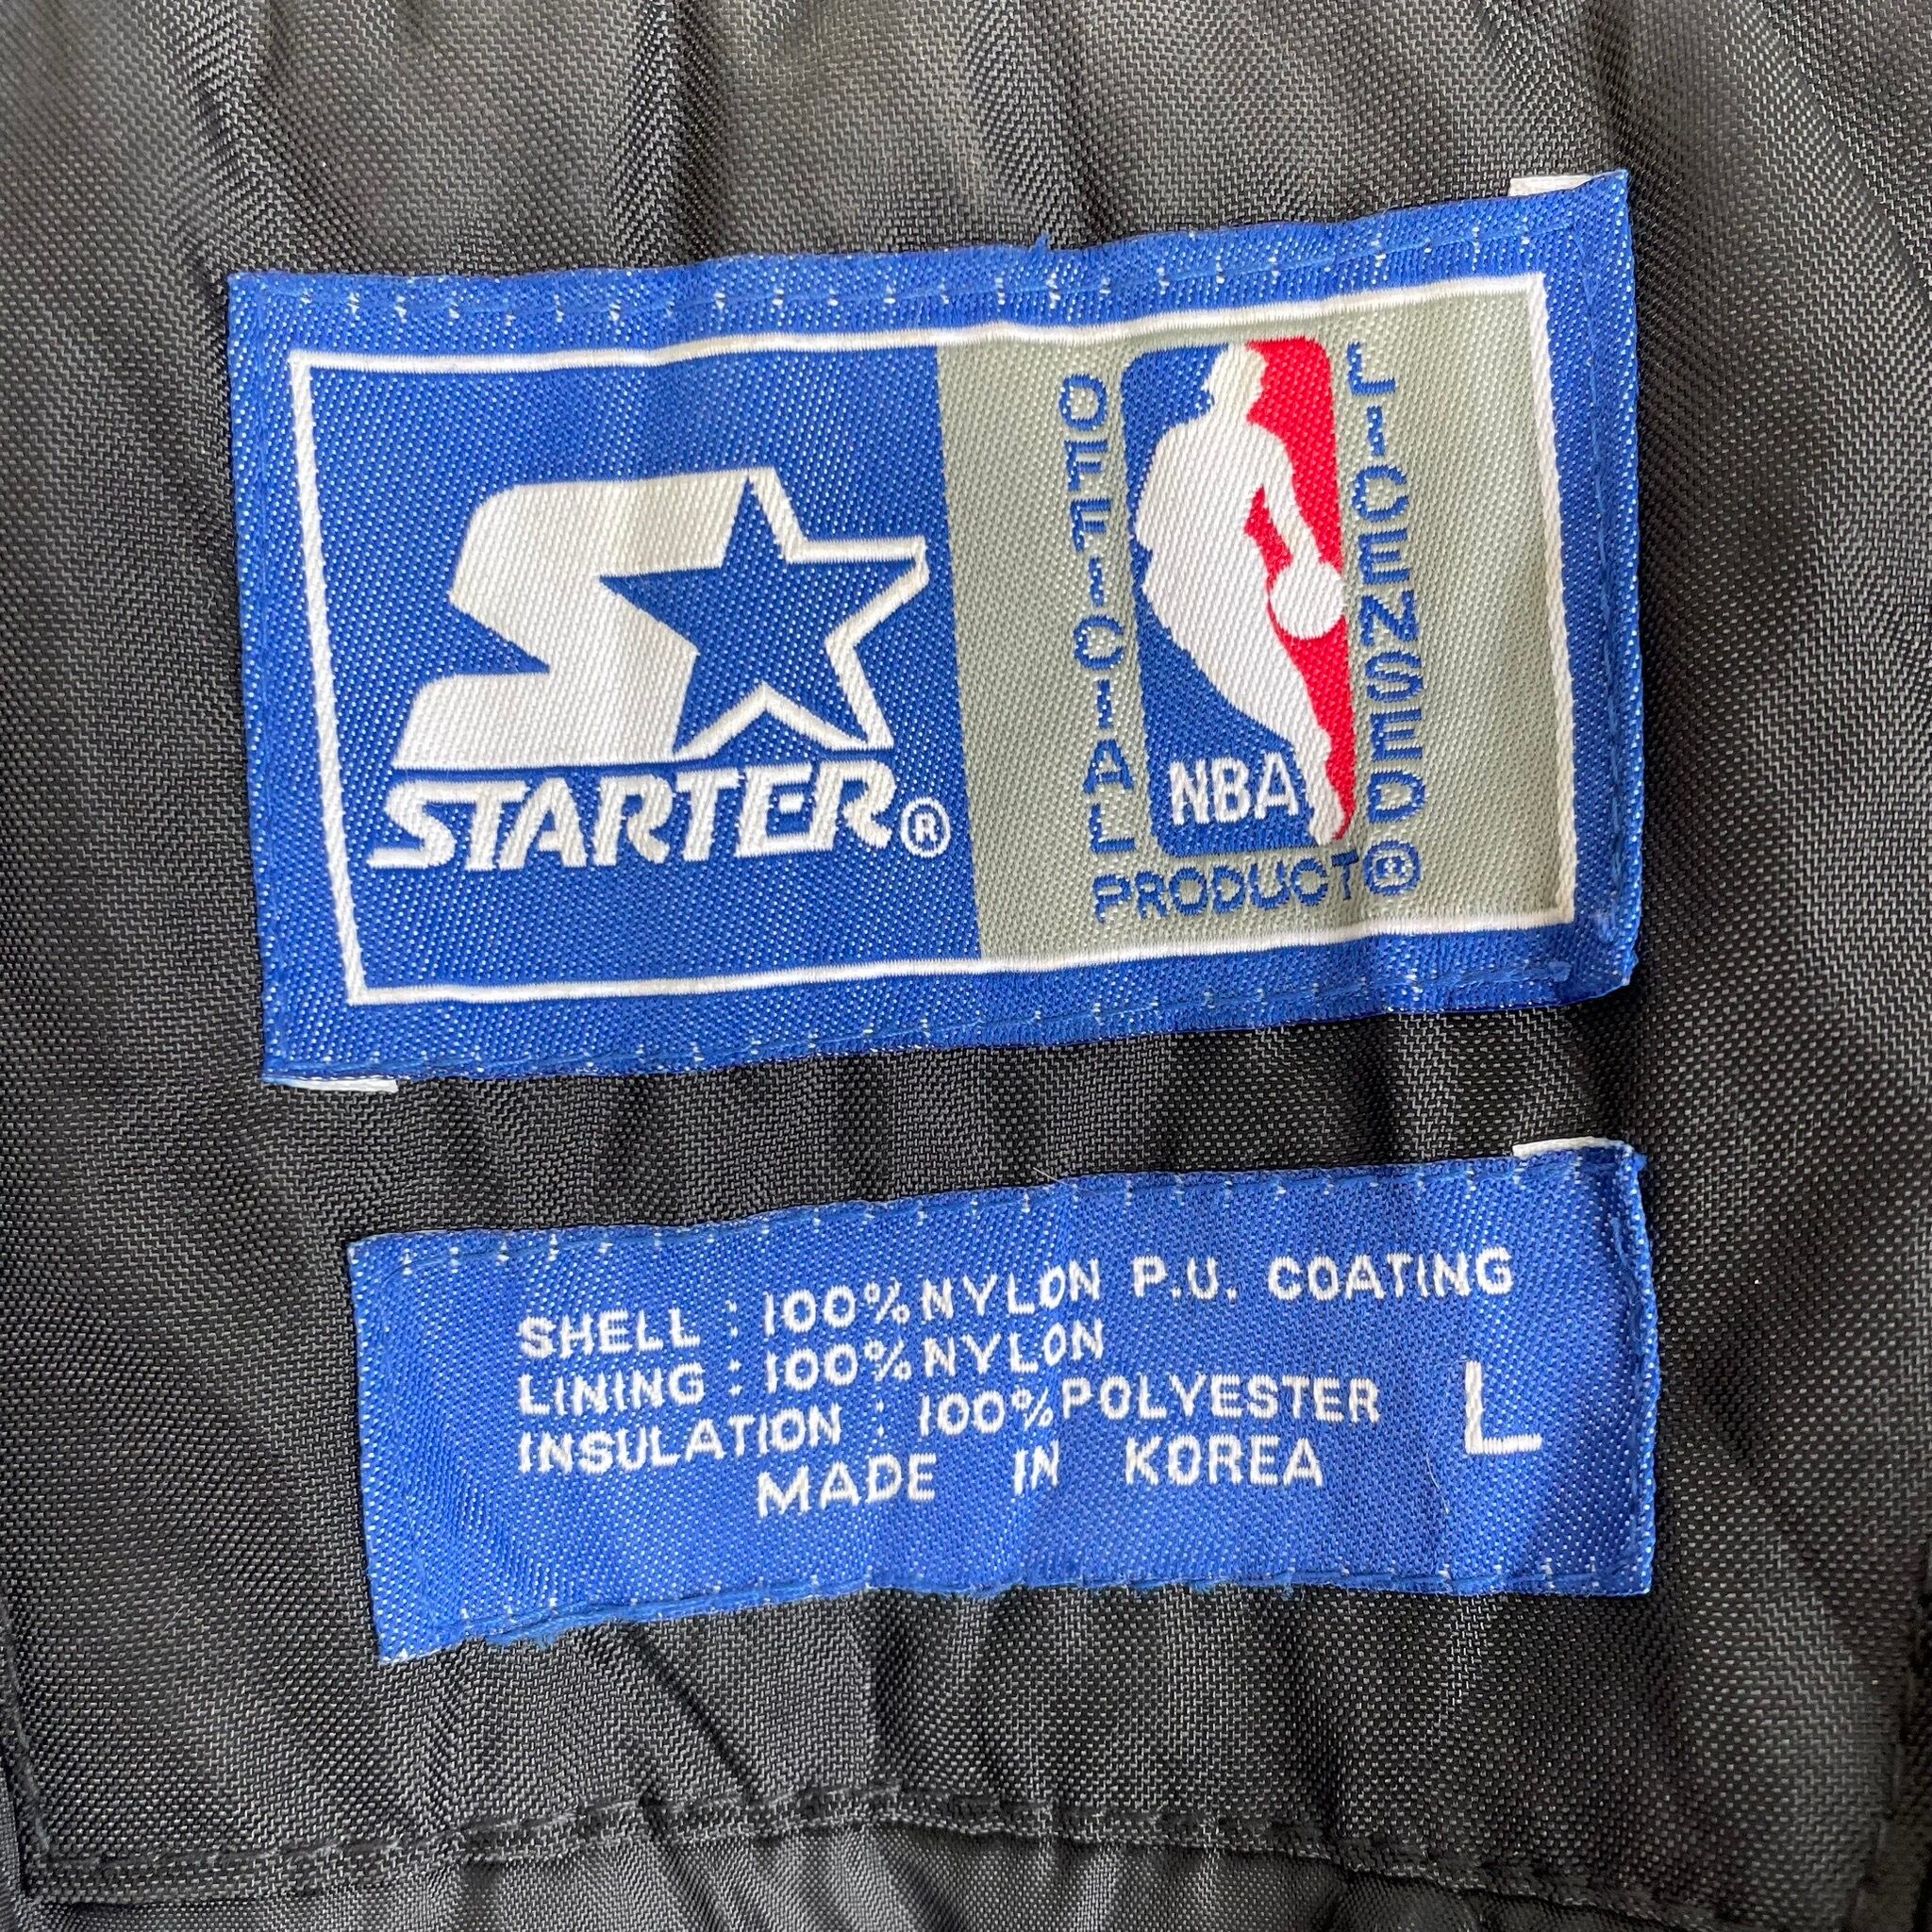 STARTER®
OFFICIAL
LICENSED
NBA
PRODUCT®
SHELL : 100% NYLON P.U. COATING
LINING : 100% NYLON
INSULATION : 100% POLYESTER
MADE IN KOREA
L